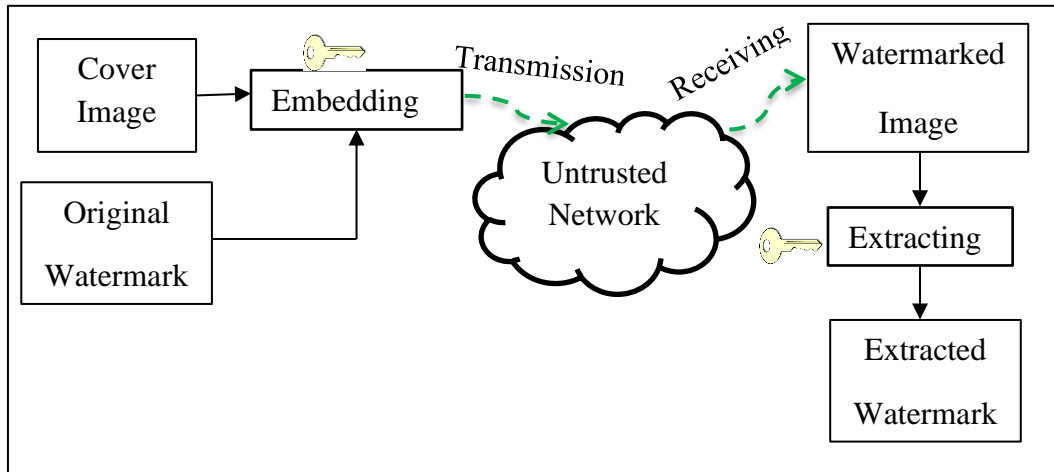 Cover
Image
Embedding
Original
Watermark
Transmission
Untrusted
Network
Receiving
Watermarked
Image
Extracting
Extracted
Watermark